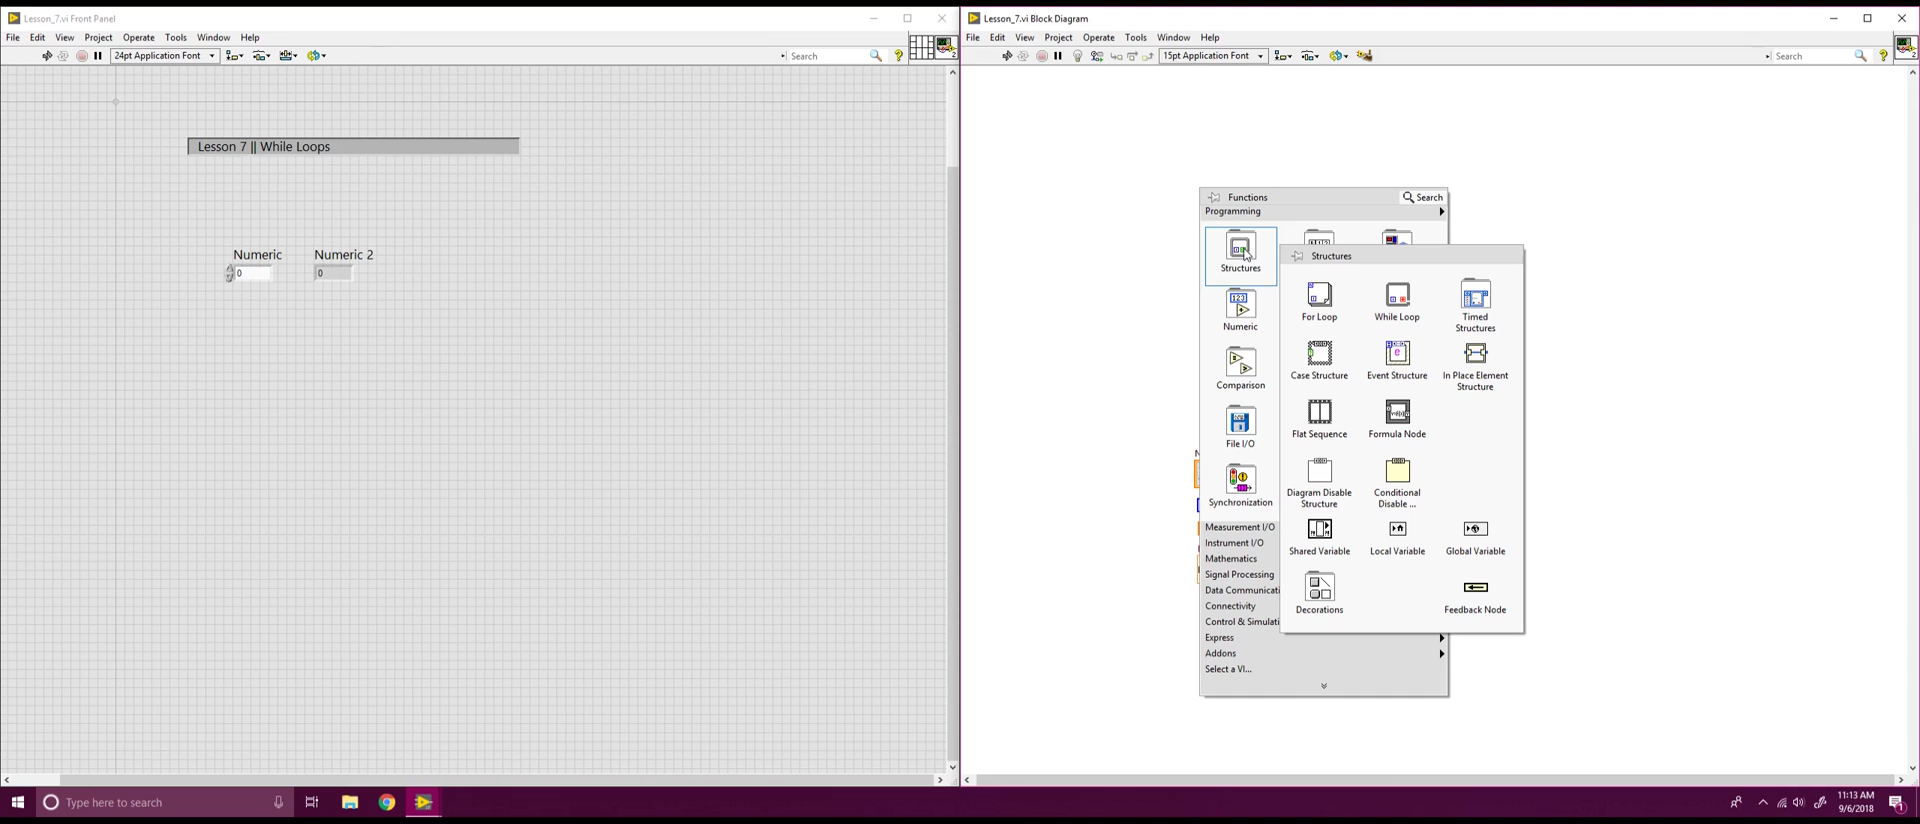 Lesson_7.vi Front Panel
File Edit View Project Operate Tools Window Help
24pt Application Font
Search
Lesson 7 || While Loops
Numeric Numeric 2
0 0
Lesson_7.vi Block Diagram
File Edit View Project Operate Tools Window Help
15pt Application Font
Search
Functions Search
Programming
Structures
Numeric
Comparison
File I/O
Synchronization
Measurement I/O
Instrument I/O
Mathematics
Signal Processing
Data Communicati
Connectivity
Control & Simulati
Express
Addons
Select a VI...
Structures
For Loop While Loop Timed
Structures
Case Structure Event Structure In Place Element
Structure
Flat Sequence Formula Node
Diagram Disable Conditional
Structure Disable ...
Shared Variable Local Variable Global Variable
Decorations Feedback Node
Type here to search
11:13 AM
9/6/2018
1